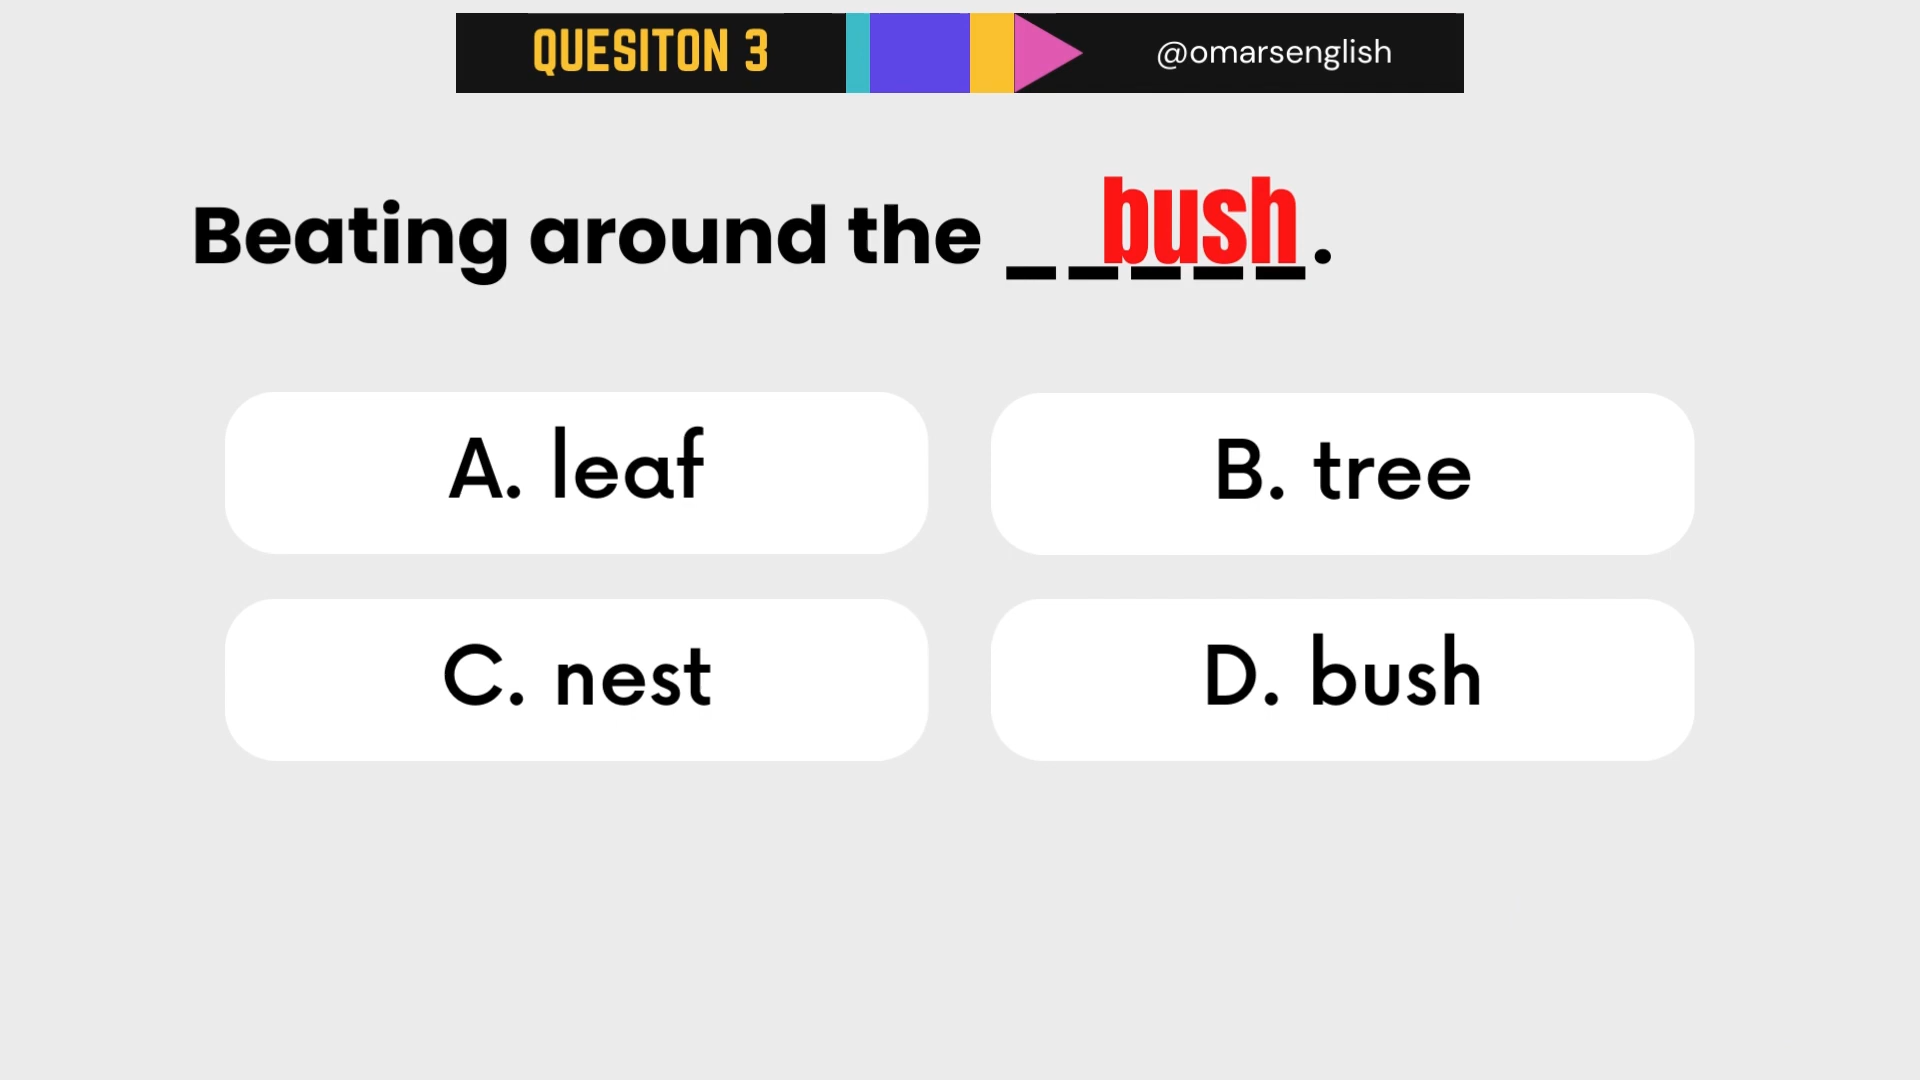 QUESITON 3
@omarsenglish
Beating around the _ _ _ _ _.
bush
A. leaf
B. tree
C. nest
D. bush